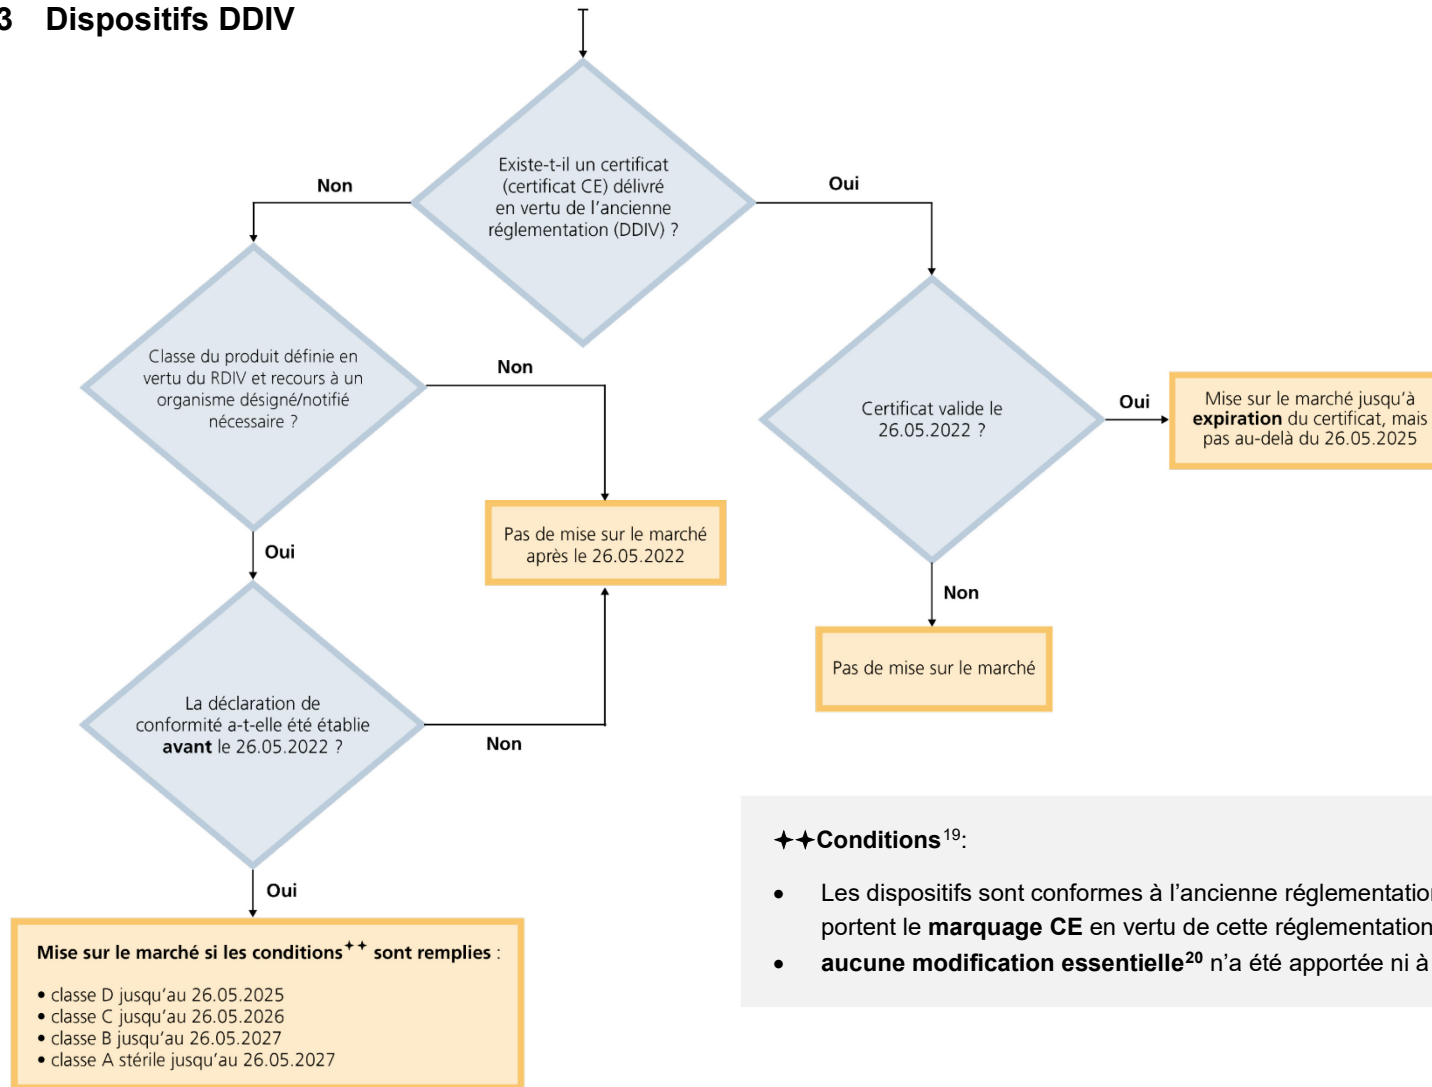 3 Dispositifs DDIV
Existe-t-il un certificat
(certificat CE) délivré
en vertu de l'ancienne
réglementation (DDIV) ?
Non
Oui
Classe du produit définie en
vertu du RDIV et recours à un
organisme désigné/notifié
nécessaire ?
Non
Certificat valide le
26.05.2022 ?
Oui
Mise sur le marché jusqu'à
expiration du certificat, mais
pas au-delà du 26.05.2025
Pas de mise sur le marché
après le 26.05.2022
Oui
Non
Pas de mise sur le marché
La déclaration de
conformité a-t-elle été établie
avant le 26.05.2022 ?
Non
Oui
Mise sur le marché si les conditions✦✦ sont remplies :
• classe D jusqu'au 26.05.2025
• classe C jusqu'au 26.05.2026
• classe B jusqu'au 26.05.2027
• classe A stérile jusqu'au 26.05.2027
✦✦Conditions¹⁹:
• Les dispositifs sont conformes à l'ancienne réglementation
portent le marquage CE en vertu de cette réglementation
• aucune modification essentielle²⁰ n'a été apportée ni à